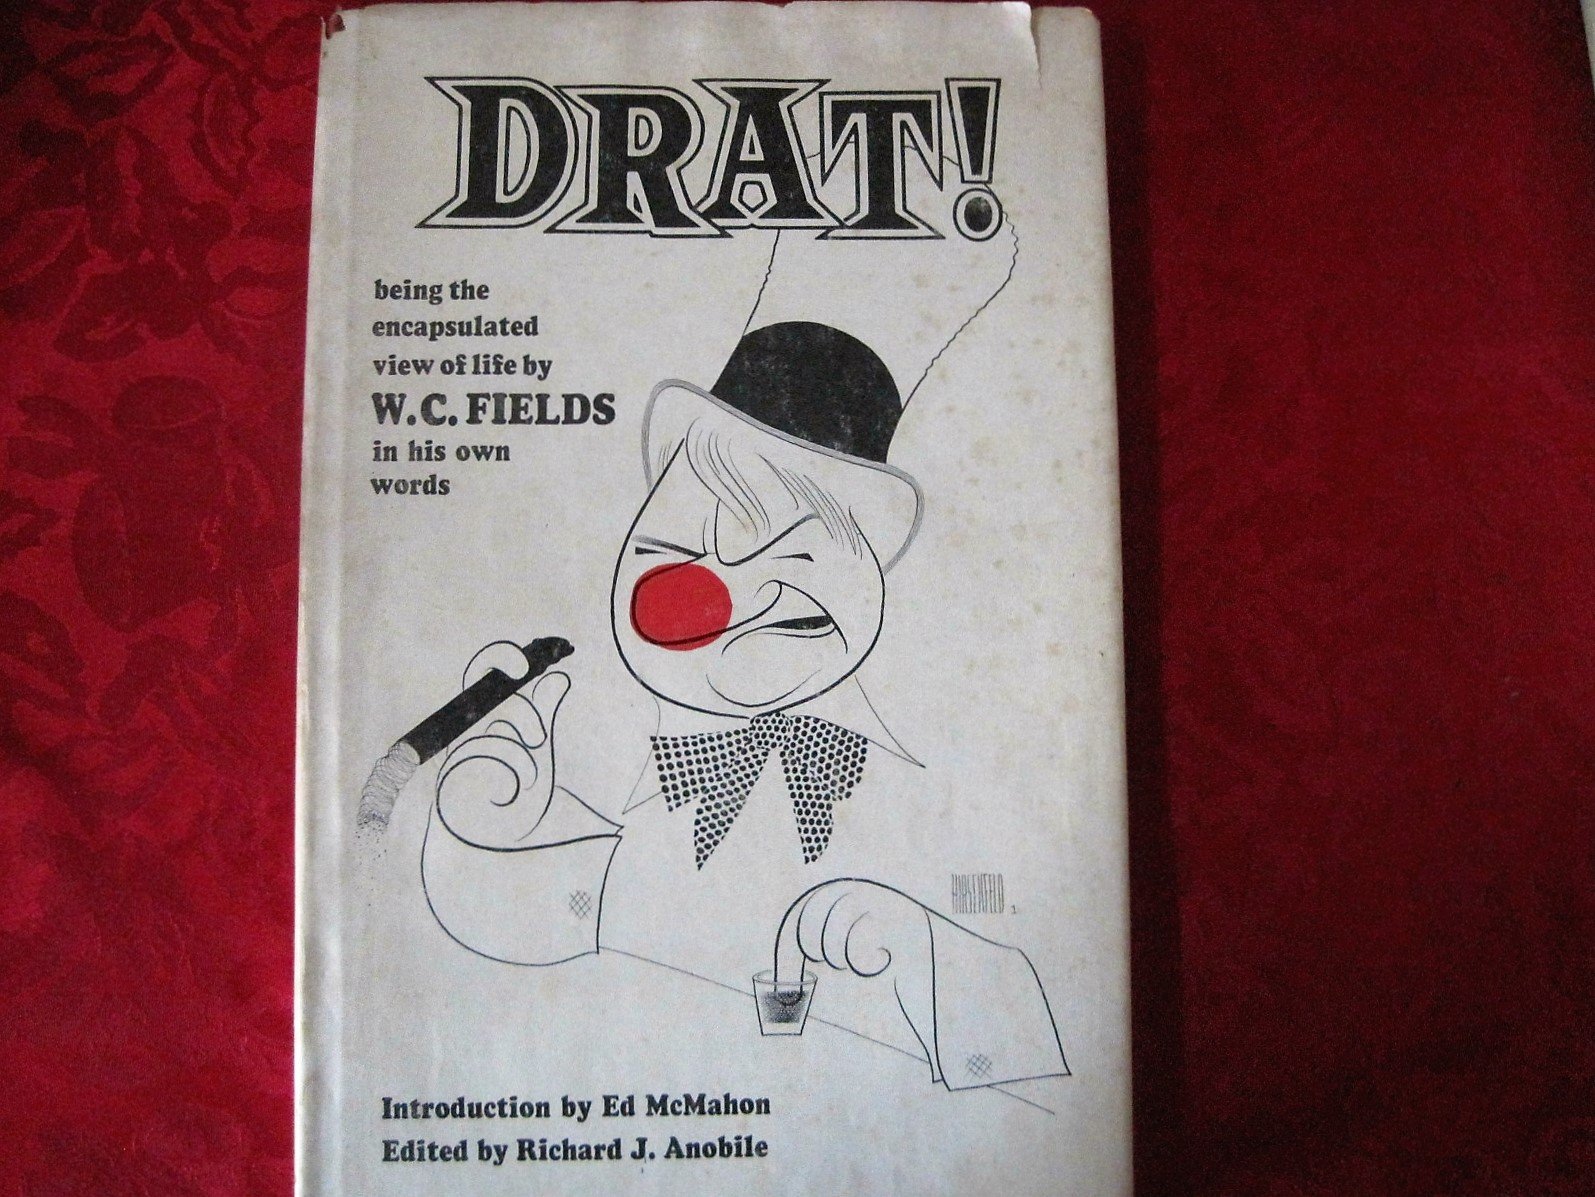 DRAT!
being the
encapsulated
view of life by
W.C. FIELDS
in his own
words
HIRSCHFELD 1
Introduction by Ed McMahon
Edited by Richard J. Anobile